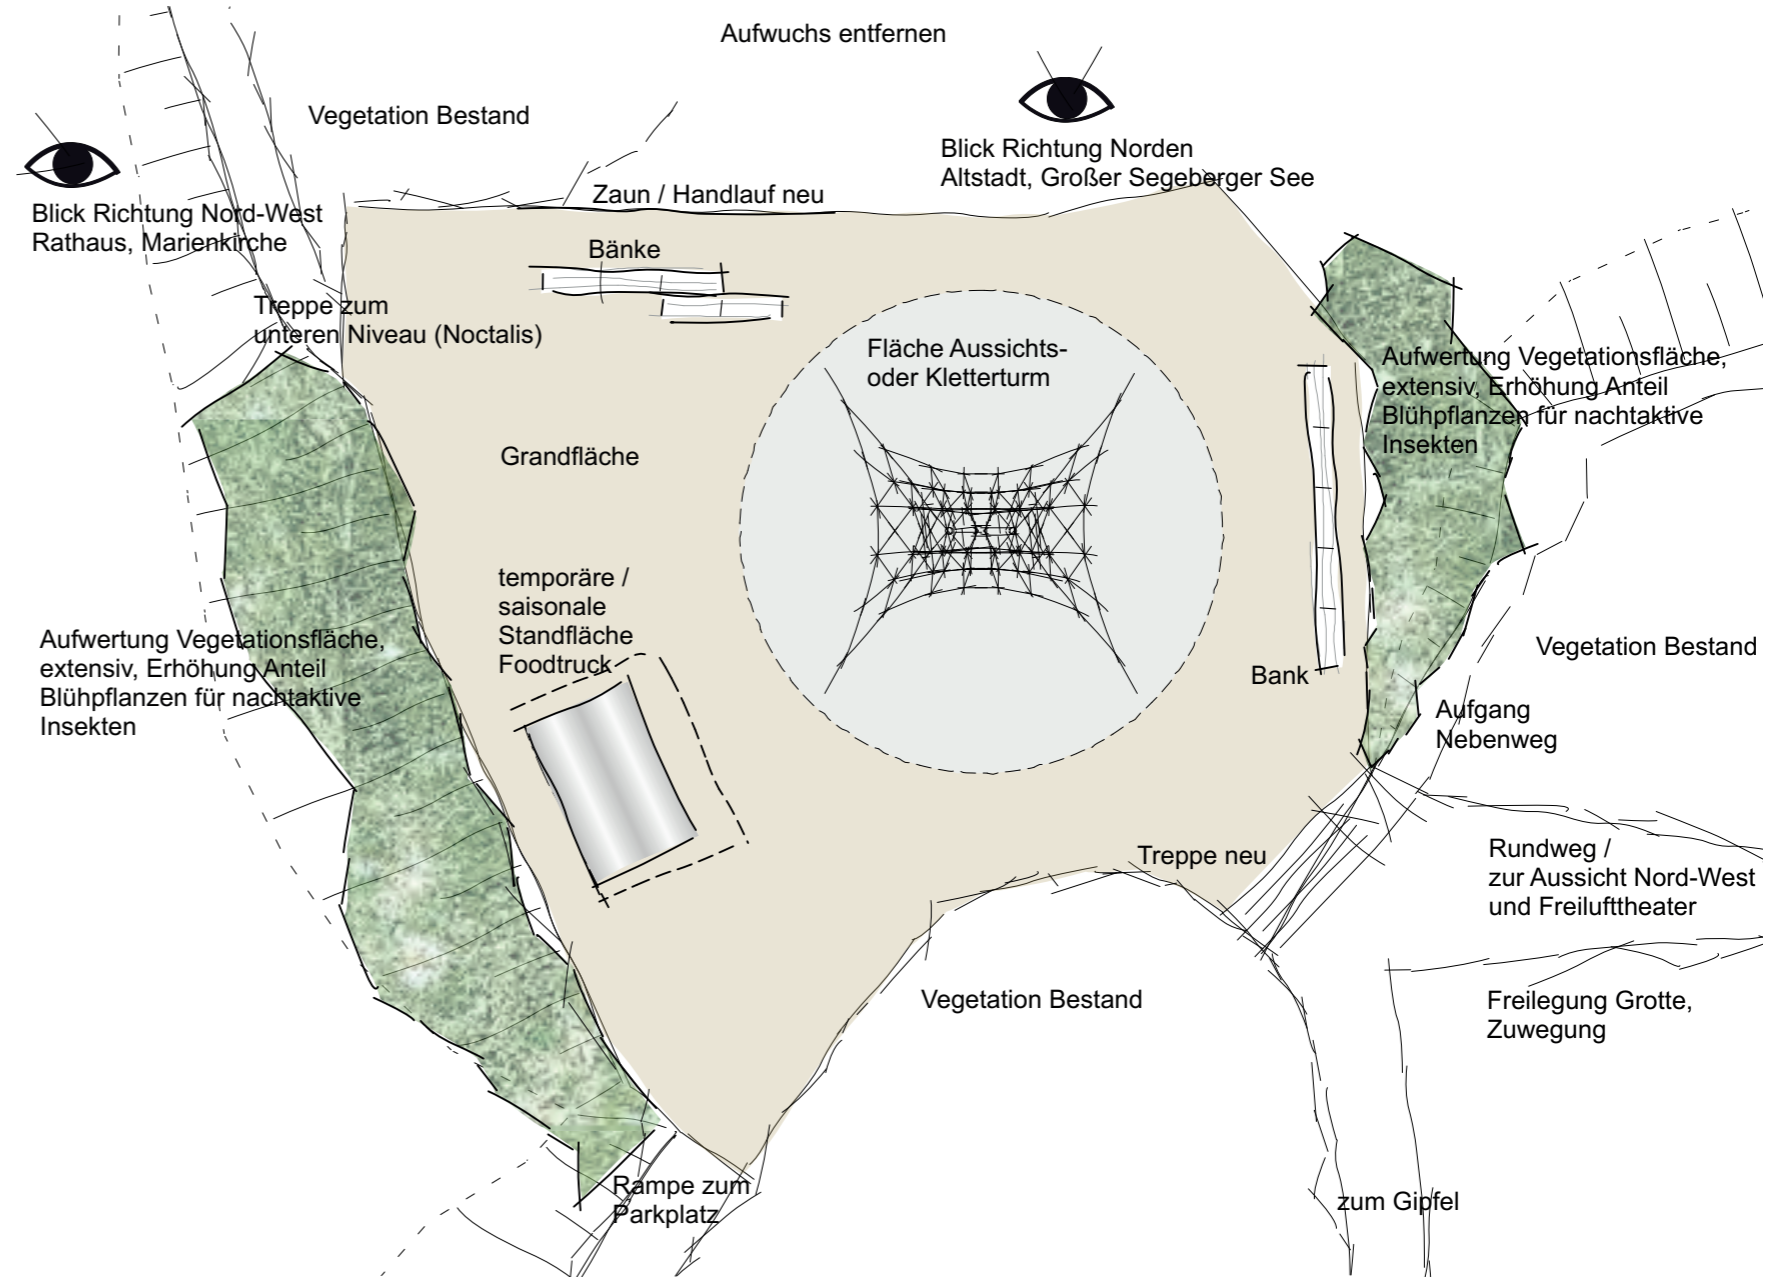 Aufwuchs entfernen
Vegetation Bestand
Blick Richtung Norden
Altstadt, Großer Segeberger See
Blick Richtung Nord-West
Rathaus, Marienkirche
Zaun / Handlauf neu
Bänke
Treppe zum
unteren Niveau (Noctalis)
Fläche Aussichts-
oder Kletterturm
Aufwertung Vegetationsfläche,
extensiv, Erhöhung Anteil
Blühpflanzen für nachtaktive
Insekten
Grandfläche
temporäre /
saisonale
Standfläche
Foodtruck
Aufwertung Vegetationsfläche,
extensiv, Erhöhung Anteil
Blühpflanzen für nachtaktive
Insekten
Vegetation Bestand
Bank
Aufgang
Nebenweg
Treppe neu
Rundweg /
zur Aussicht Nord-West
und Freilufttheater
Vegetation Bestand
Freilegung Grotte,
Zuwegung
Rampe zum
Parkplatz
zum Gipfel